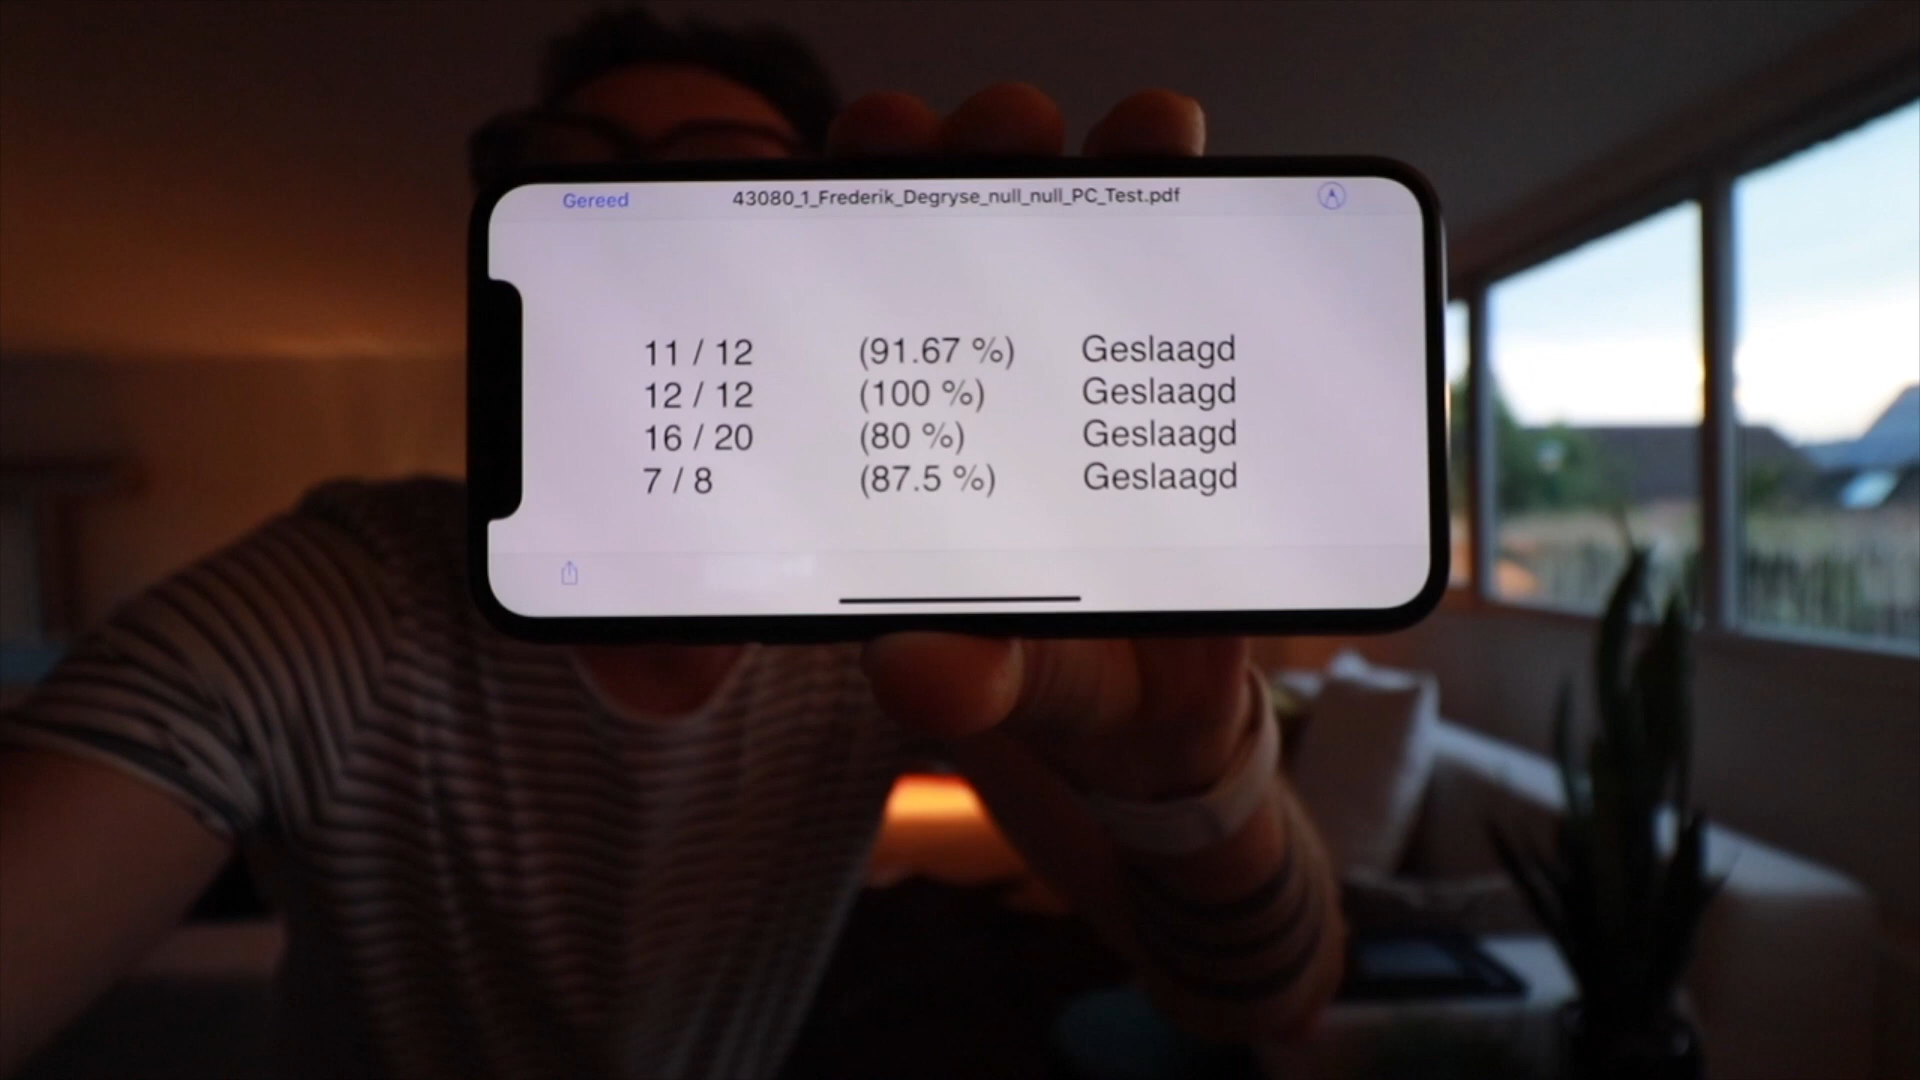 Gereed 43080_1_Frederik_Degryse_null_null_PC_Test.pdf
11 / 12 (91.67 %) Geslaagd
12 / 12 (100 %) Geslaagd
16 / 20 (80 %) Geslaagd
7 / 8 (87.5 %) Geslaagd